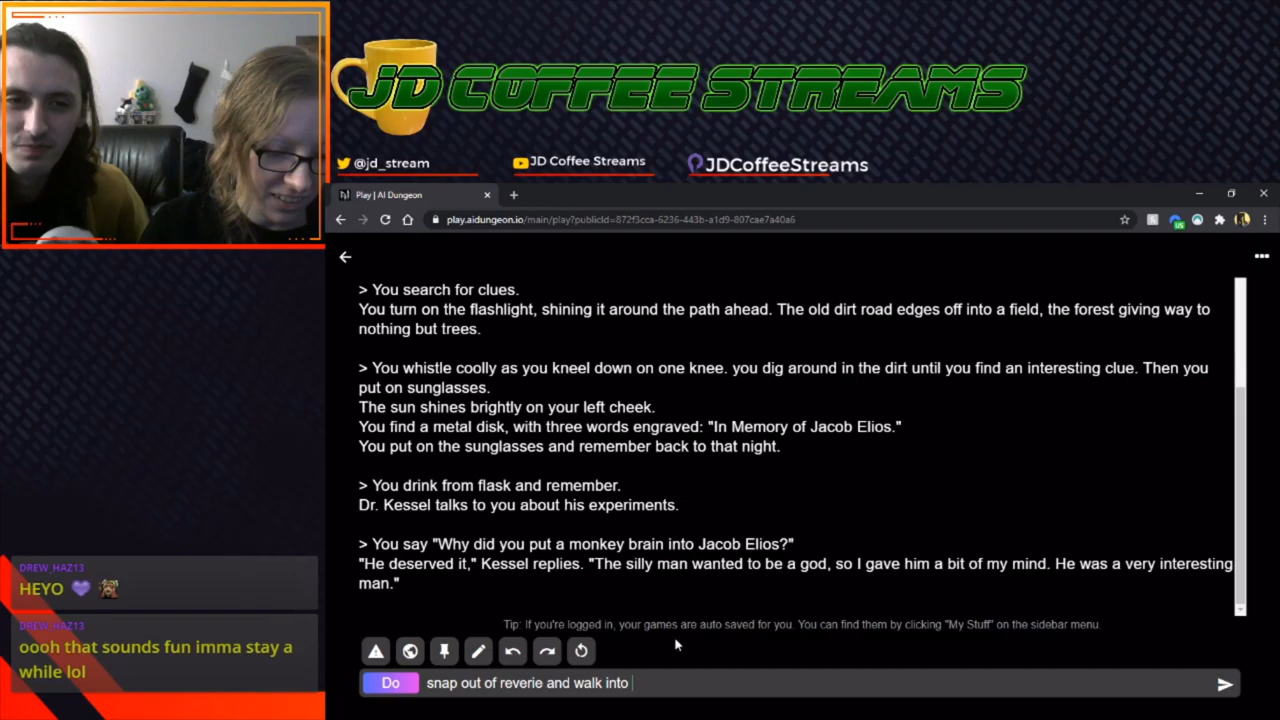 JD COFFEE STREAMS
@jd_stream
JD Coffee Streams
JDCoffeeStreams
Play | AI Dungeon
play.aidungeon.io/main/play?publicId=872f3cca-6236-443b-a1d9-807cae7a40a6
US
> You search for clues.
You turn on the flashlight, shining it around the path ahead. The old dirt road edges off into a field, the forest giving way to
nothing but trees.
> You whistle coolly as you kneel down on one knee. you dig around in the dirt until you find an interesting clue. Then you
put on sunglasses.
The sun shines brightly on your left cheek.
You find a metal disk, with three words engraved: "In Memory of Jacob Elios."
You put on the sunglasses and remember back to that night.
> You drink from flask and remember.
Dr. Kessel talks to you about his experiments.
> You say "Why did you put a monkey brain into Jacob Elios?"
"He deserved it," Kessel replies. "The silly man wanted to be a god, so I gave him a bit of my mind. He was a very interesting
man."
Tip: If you're logged in, your games are auto saved for you. You can find them by clicking "My Stuff" on the sidebar menu.
Do snap out of reverie and walk into
DREW_HAZ13
HEYO
DREW_HAZ13
oooh that sounds fun imma stay a
while lol